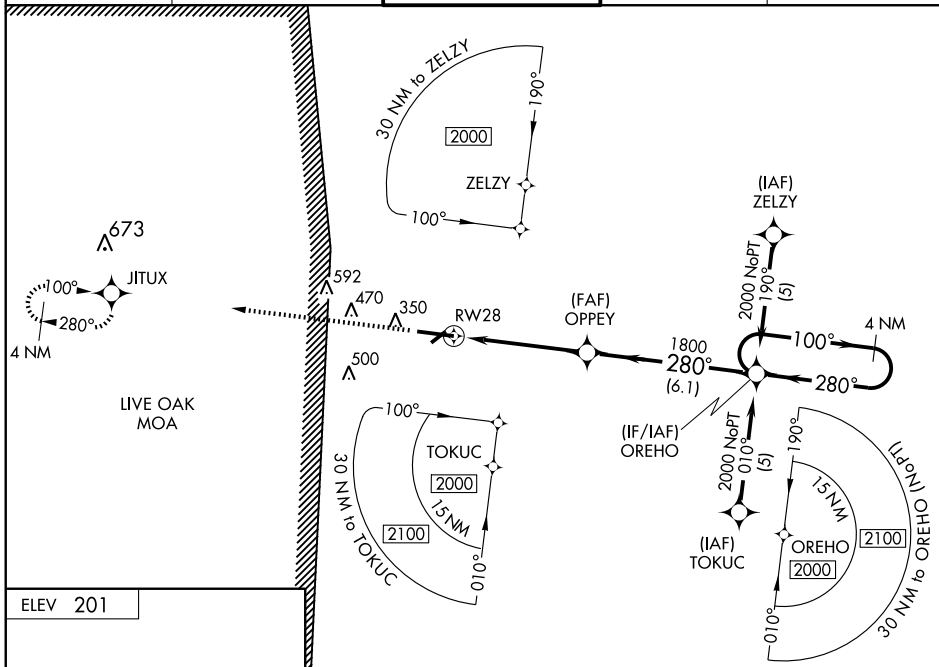 30 NM to ZELZY
190°
2000
ZELZY
100°
(IAF)
ZELZY
673
JITUX
100°
280°
4 NM
592
470
350
500
RW28
(FAF)
OPPEY
2000 NoPT
190°
(5)
100°
4 NM
1800
280°
(6.1)
280°
LIVE OAK
MOA
(IF/IAF)
OREHO
100°
TOKUC
2000
15 NM
2100
30 NM to TOKUC
010°
2000 NoPT
010°
(5)
(IAF)
TOKUC
190°
15 NM
OREHO
2000
2100
30 NM to OREHO (NoPT)
010°
ELEV 201